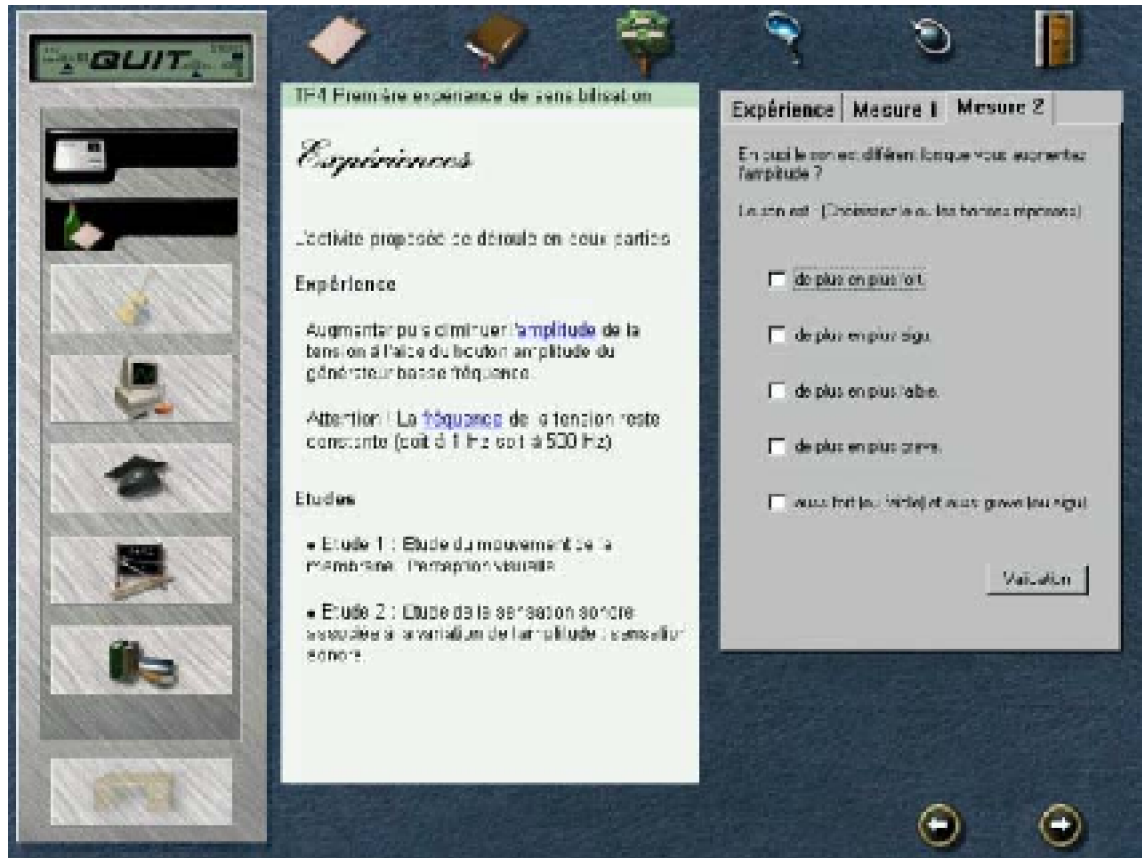 QUIT
TP4 Première expérience de sensibilisation
Expériences
L'activité proposée se déroule en deux parties
Expérience
Augmenter puis diminuer l'amplitude de la
tension à l'aide du bouton amplitude du
générateur basse fréquence.
Attention ! La fréquence de la tension reste
constante (soit à 1 Hz soit à 500 Hz)
Etudes
• Etude 1 : Etude du mouvement de la
membrane : Perception visuelle
• Etude 2 : Etude de la sensation sonore
associée à la variation de l'amplitude : sensation
sonore
Expérience Mesure 1 Mesure 2
En quoi le son est différent lorsque vous augmentez
l'amplitude ?
Le son est : (Choisissez la ou les bonnes réponses)
de plus en plus fort.
de plus en plus aigu.
de plus en plus faible.
de plus en plus grave.
aussi fort (ou faible) et aussi grave (ou aigu)
Validation